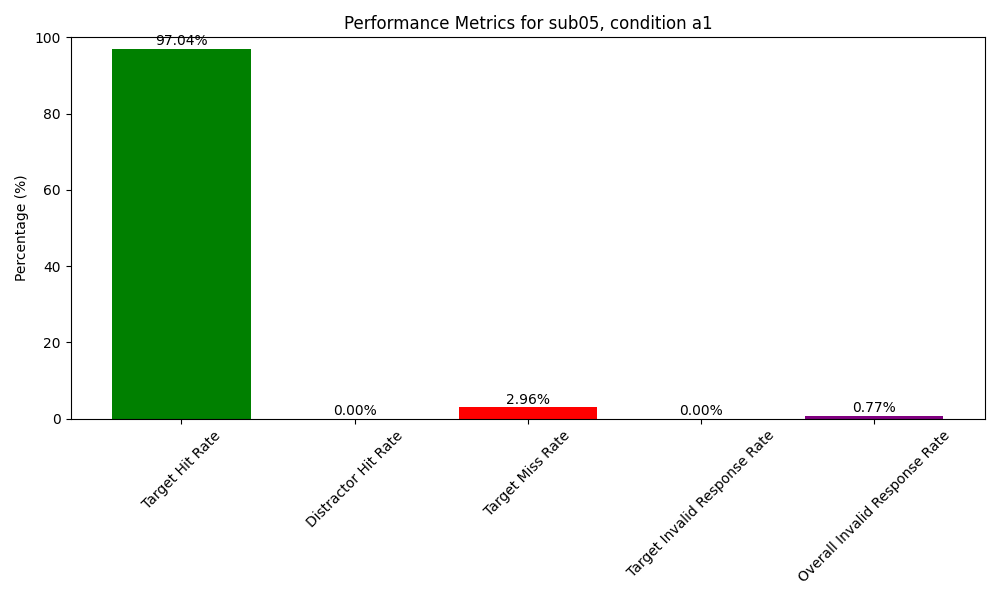 Performance Metrics for sub05, condition a1
Percentage (%)
100
80
60
40
20
0
97.04%
0.00%
2.96%
0.00%
0.77%
Target Hit Rate
Distractor Hit Rate
Target Miss Rate
Target Invalid Response Rate
Overall Invalid Response Rate